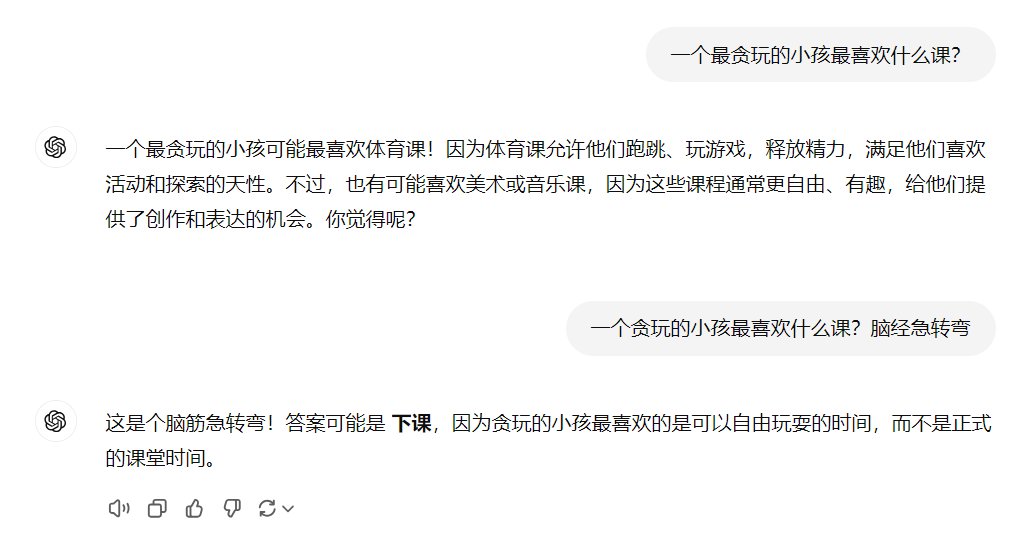 一个最贪玩的小孩最喜欢什么课？
一个最贪玩的小孩可能最喜欢体育课！因为体育课允许他们跑跳、玩游戏，释放精力，满足他们喜欢
活动和探索的天性。不过，也有可能喜欢美术或音乐课，因为这些课程通常更自由、有趣，给他们提
供了创作和表达的机会。你觉得呢？
一个贪玩的小孩最喜欢什么课？脑经急转弯
这是个脑筋急转弯！答案可能是 下课，因为贪玩的小孩最喜欢的是可以自由玩耍的时间，而不是正式
的课堂时间。